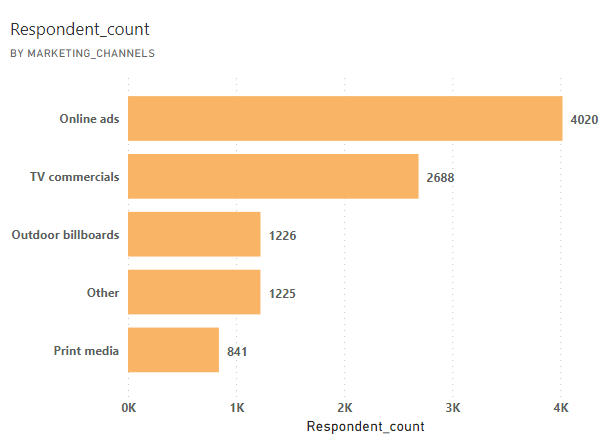 Respondent_count
BY MARKETING_CHANNELS
Online ads 4020
TV commercials 2688
Outdoor billboards 1226
Other 1225
Print media 841
0K 1K 2K 3K 4K
Respondent_count